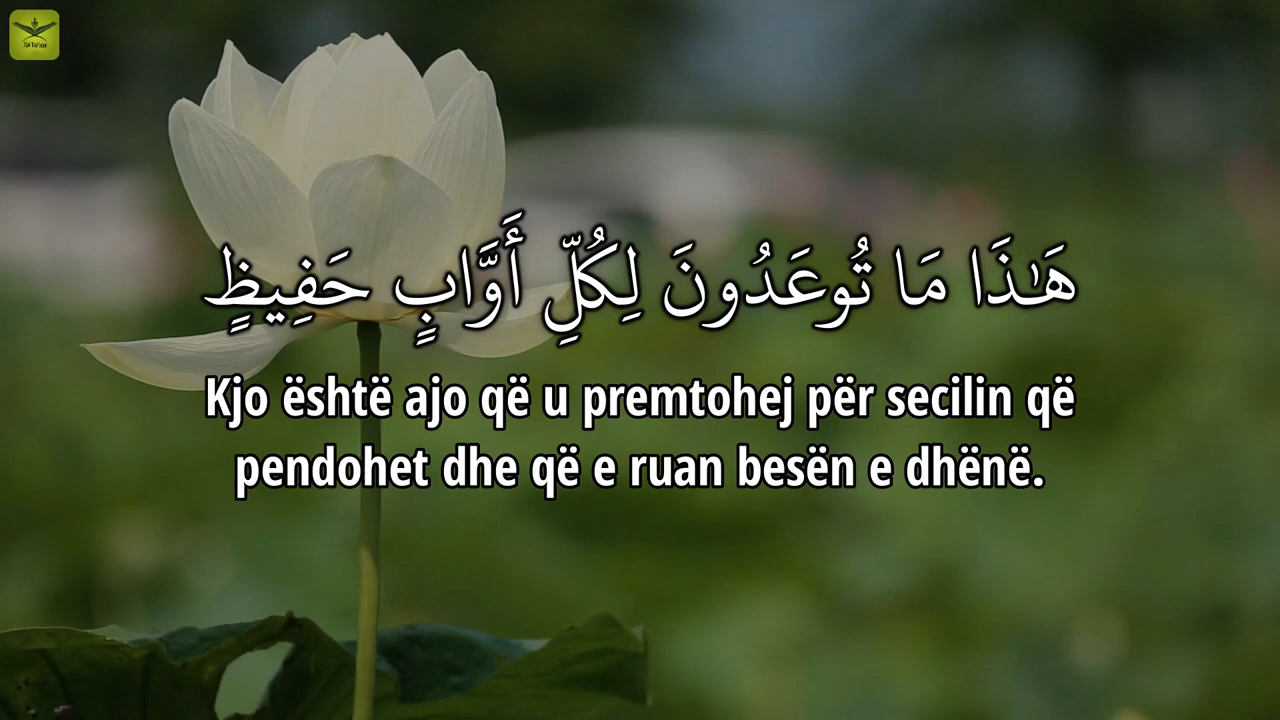 هَـٰذَا مَا تُوعَدُونَ لِكُلِّ أَوَّابٍ حَفِيظٍ
Kjo është ajo që u premtohej për secilin që
pendohet dhe që e ruan besën e dhënë.